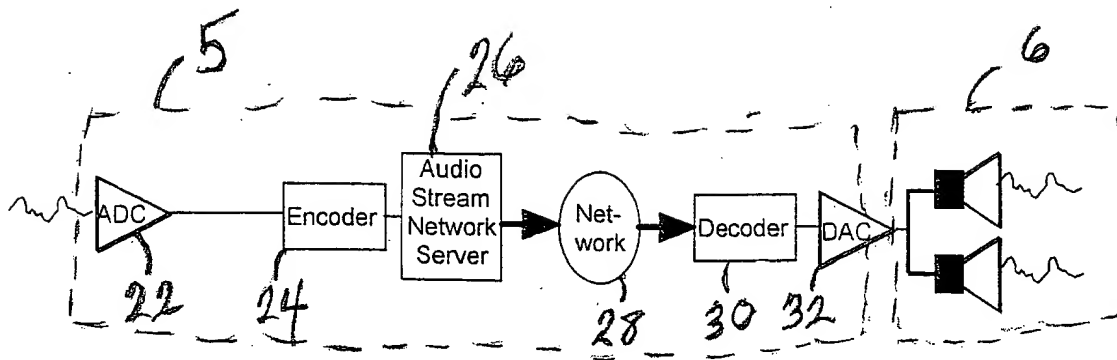 5
26
6
ADC
Encoder
Audio
Stream
Network
Server
Net-
work
Decoder
DAC
22
24
28
30
32